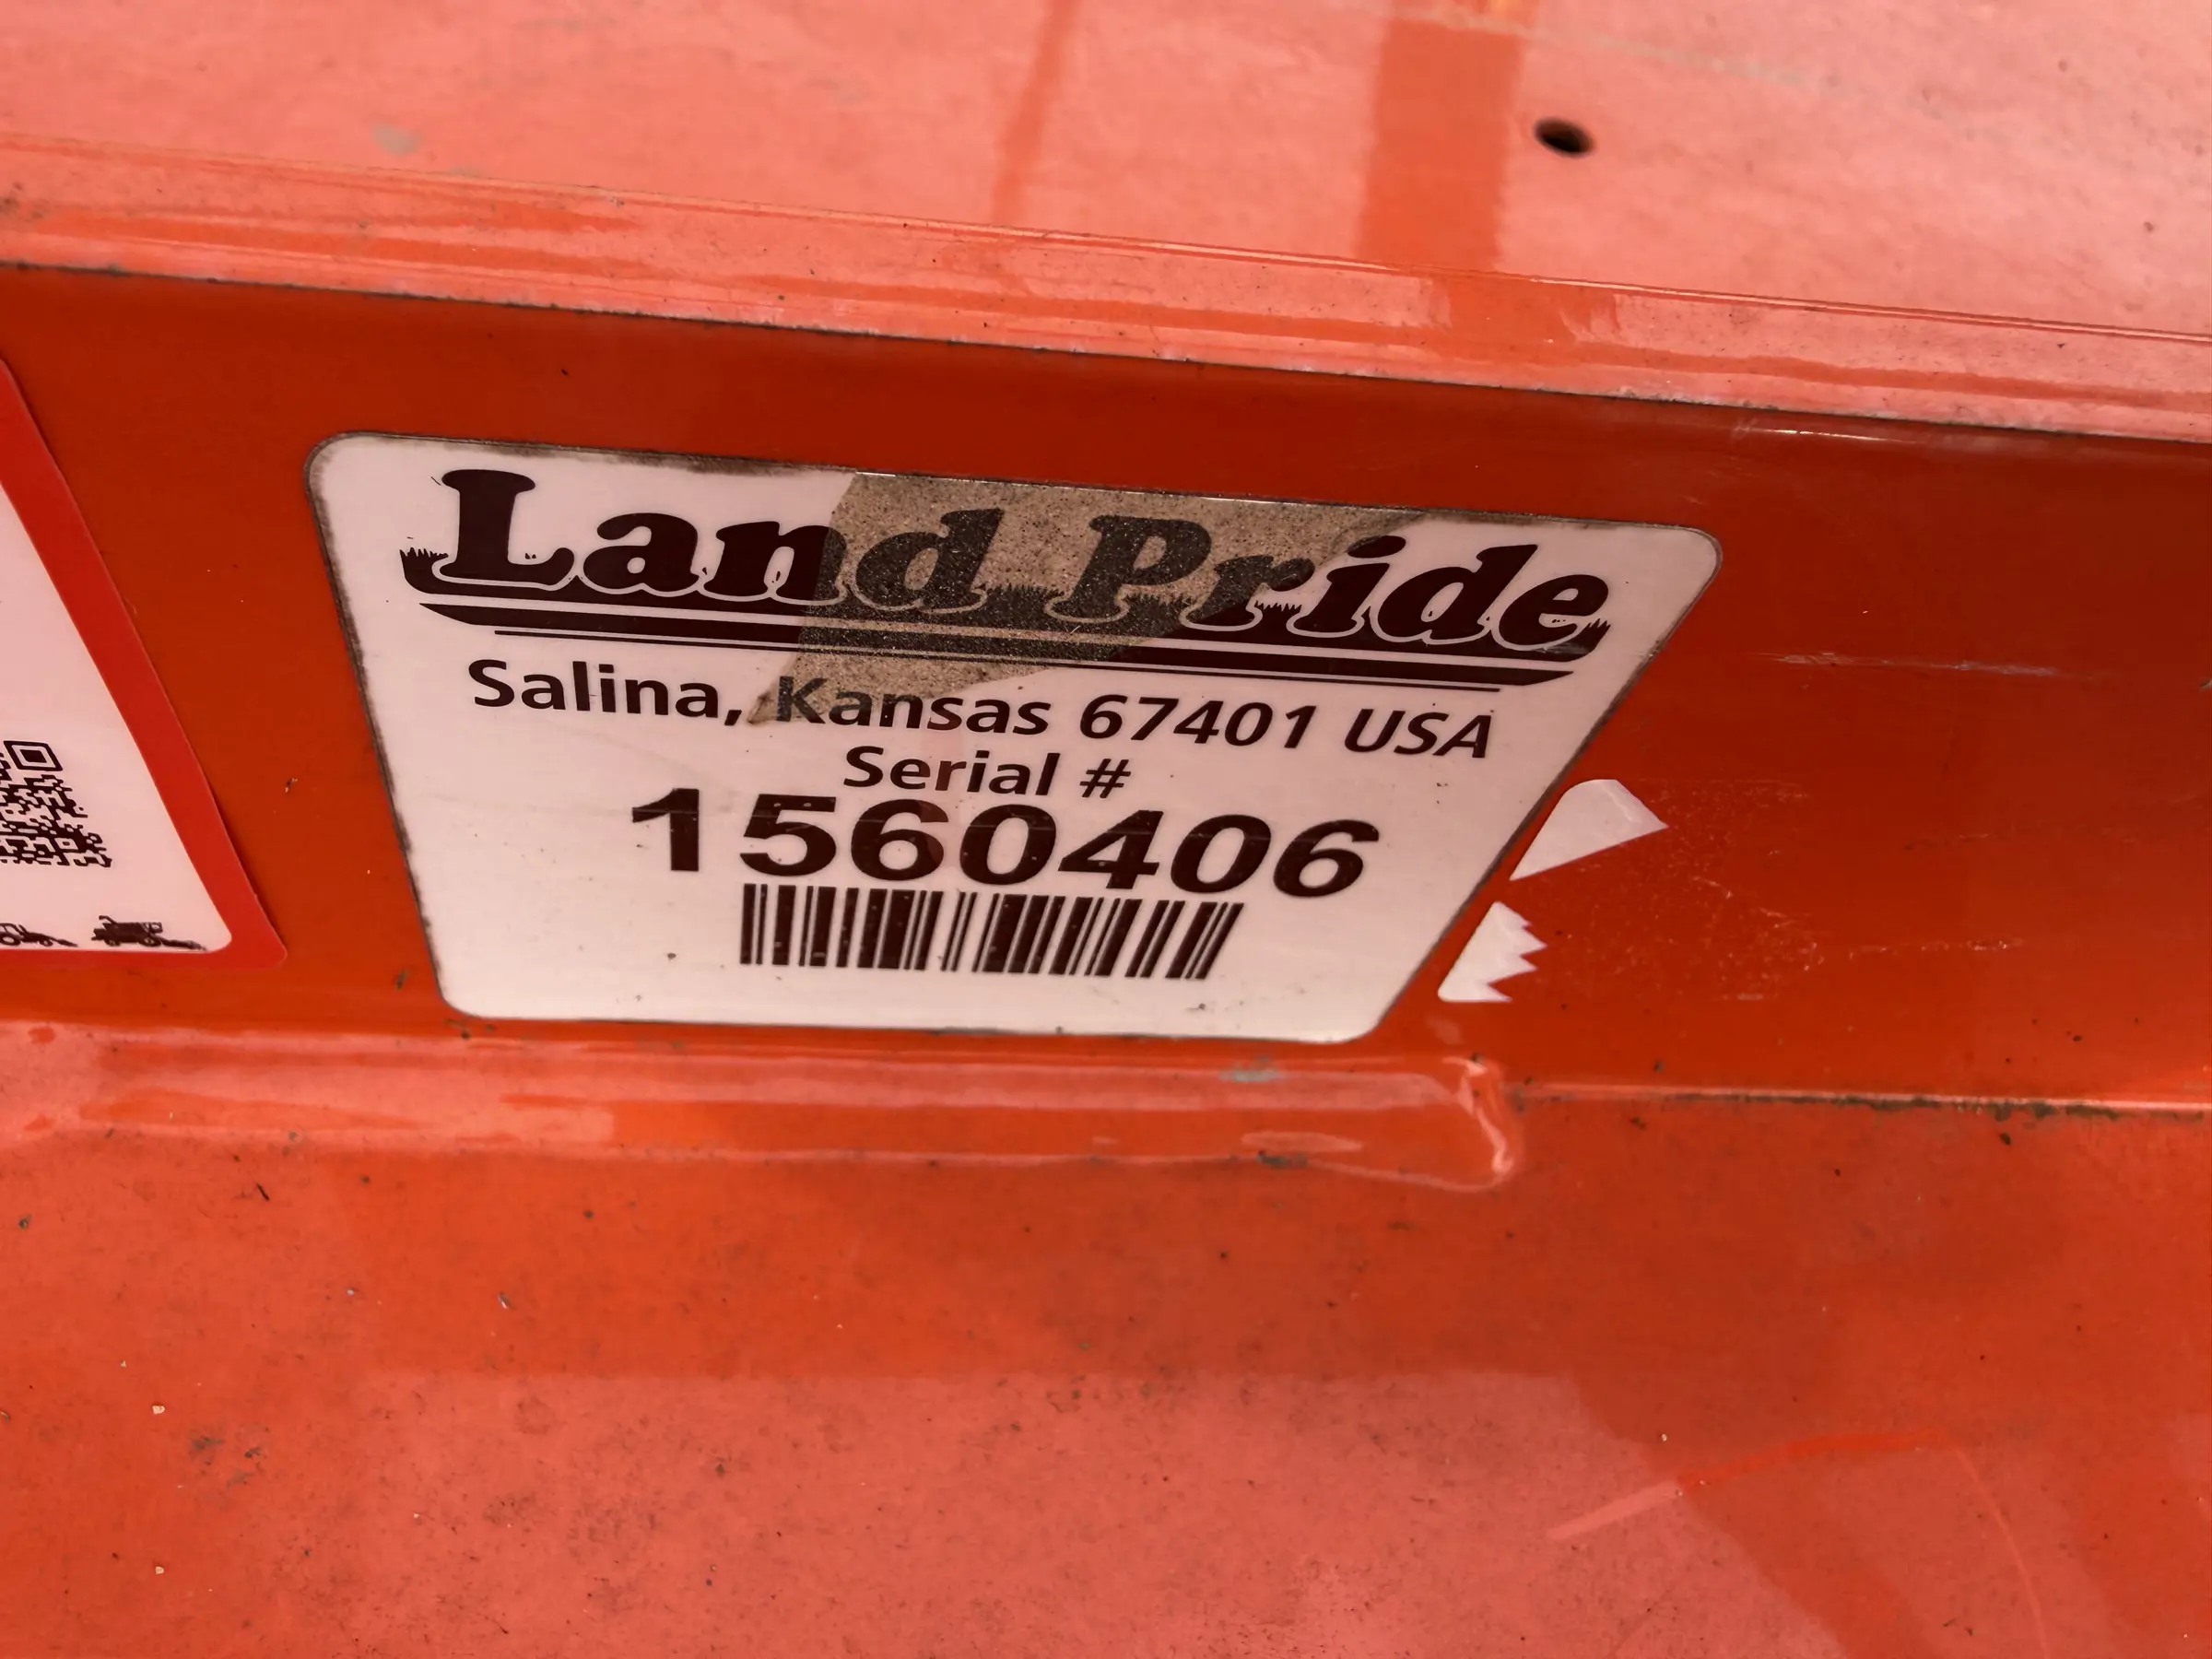 Land Pride
Salina, Kansas 67401 USA
Serial #
1560406